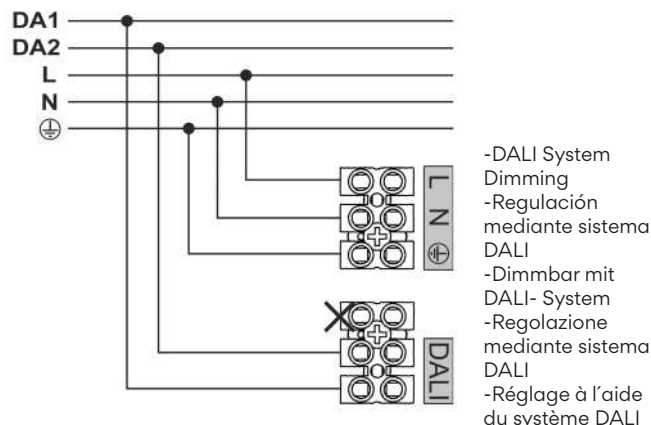 DA1
DA2
L
N
L
N
DALI
-DALI System
Dimming
-Regulación
mediante sistema
DALI
-Dimmbar mit
DALI- System
-Regolazione
mediante sistema
DALI
-Réglage à l´aide
du système DALI